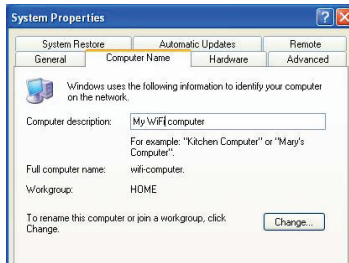 System Properties
System Restore Automatic Updates Remote
General Computer Name Hardware Advanced
Windows uses the following information to identify your computer
on the network.
Computer description: My WiFi computer
For example: "Kitchen Computer" or "Mary's
Computer".
Full computer name: wifi-computer.
Workgroup: HOME
To rename this computer or join a workgroup, click
Change.
Change...